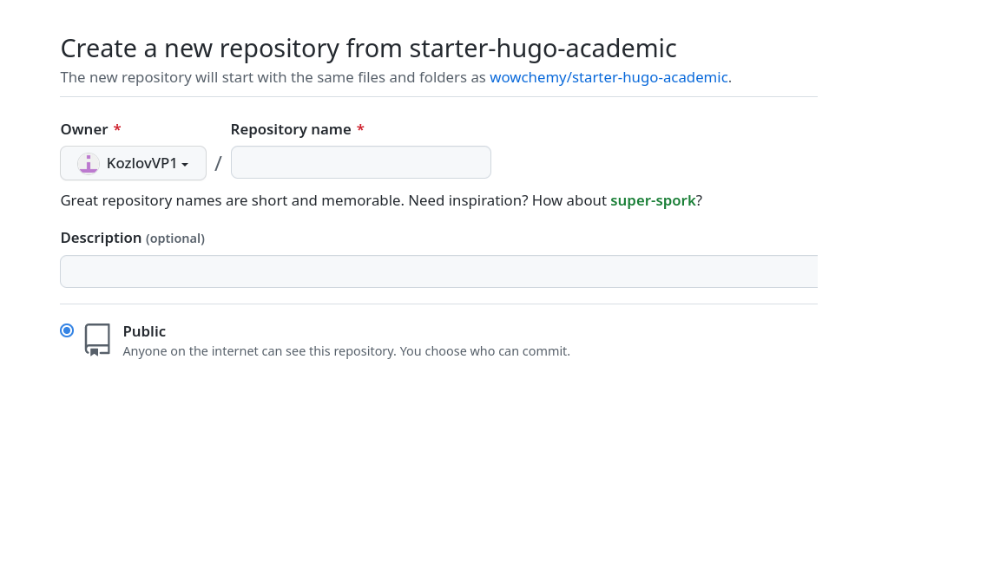 Create a new repository from starter-hugo-academic
The new repository will start with the same files and folders as wowchemy/starter-hugo-academic.
Owner * Repository name *
KozlovVP1 /
Great repository names are short and memorable. Need inspiration? How about super-spork?
Description (optional)
Public
Anyone on the internet can see this repository. You choose who can commit.